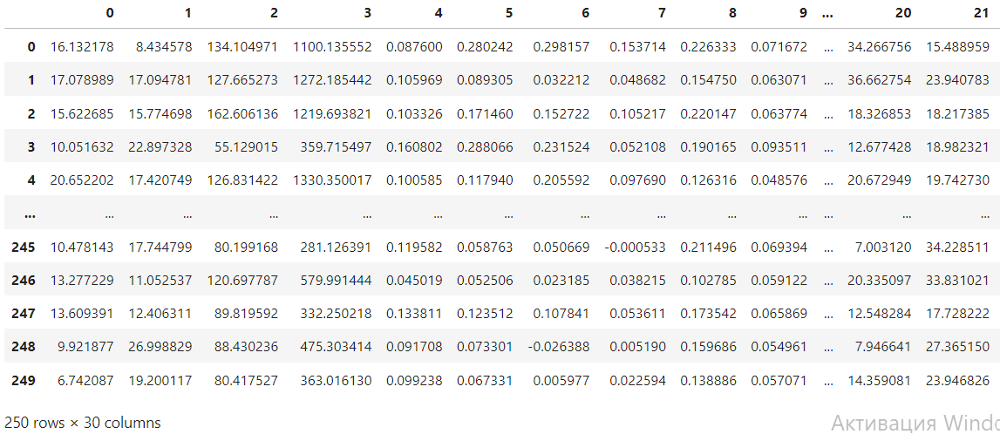 0 1 2 3 4 5 6 7 8 9 ... 20 21
0 16.132178 8.434578 134.104971 1100.135552 0.087600 0.280242 0.298157 0.153714 0.226333 0.071672 ... 34.266756 15.488959
1 17.078989 17.094781 127.665273 1272.185442 0.105969 0.089305 0.032212 0.048682 0.154750 0.063071 ... 36.662754 23.940783
2 15.622685 15.774698 162.606136 1219.693821 0.103326 0.171460 0.152722 0.105217 0.220147 0.063774 ... 18.326853 18.217385
3 10.051632 22.897328 55.129015 359.715497 0.160802 0.288066 0.231524 0.052108 0.190165 0.093511 ... 12.677428 18.982321
4 20.652202 17.420749 126.831422 1330.350017 0.100585 0.117940 0.205592 0.097690 0.126316 0.048576 ... 20.672949 19.742730
... ... ... ... ... ... ... ... ... ... ... ... ... ...
245 10.478143 17.744799 80.199168 281.126391 0.119582 0.058763 0.050669 -0.000533 0.211496 0.069394 ... 7.003120 34.228511
246 13.277229 11.052537 120.697787 579.991444 0.045019 0.052506 0.023185 0.038215 0.102785 0.059122 ... 20.335097 33.831021
247 13.609391 12.406311 89.819592 332.250218 0.133811 0.123512 0.107841 0.053611 0.173542 0.065869 ... 12.548284 17.728222
248 9.921877 26.998829 88.430236 475.303414 0.091708 0.073301 -0.026388 0.005190 0.159686 0.054961 ... 7.946641 27.365150
249 6.742087 19.200117 80.417527 363.016130 0.099238 0.067331 0.005977 0.022594 0.138886 0.057071 ... 14.359081 23.946826
250 rows × 30 columns
Активация Windo